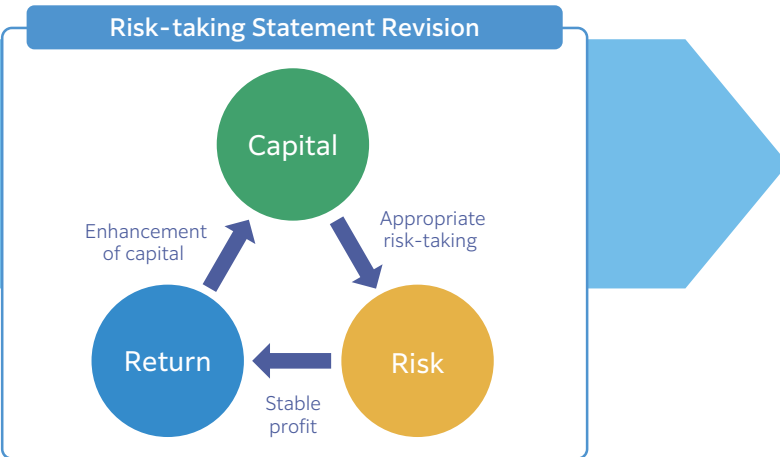 Risk-taking Statement Revision
Capital
Enhancement
of capital
Appropriate
risk-taking
Return
Risk
Stable
profit